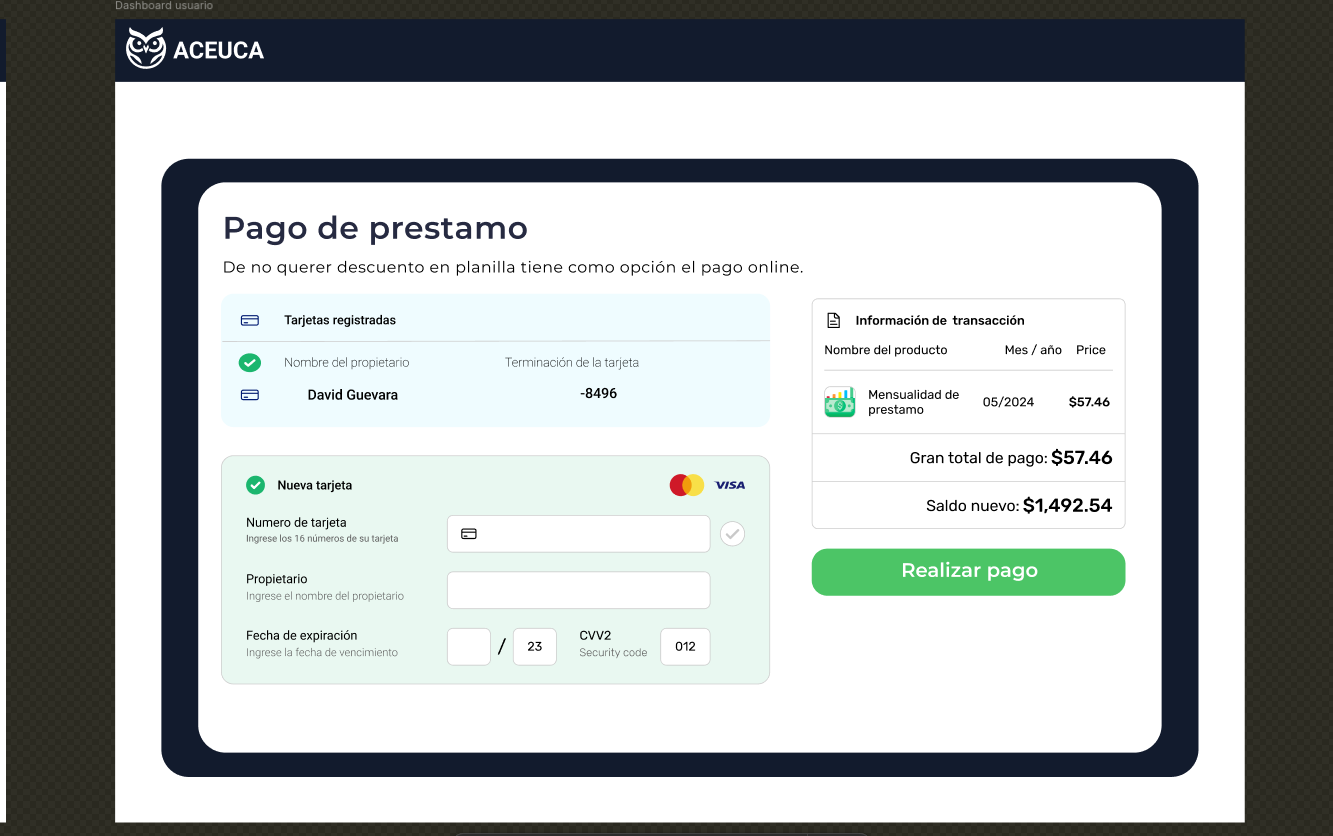 Dashboard usuario
ACEUCA
Pago de prestamo
De no querer descuento en planilla tiene como opción el pago online.
Tarjetas registradas
Nombre del propietario Terminación de la tarjeta
David Guevara -8496
Nueva tarjeta VISA
Numero de tarjeta
Ingrese los 16 números de su tarjeta
Propietario
Ingrese el nombre del propietario
Fecha de expiración
Ingrese la fecha de vencimiento
/ 23
CVV2
Security code
012
Información de transacción
Nombre del producto Mes / año Price
Mensualidad de
prestamo
05/2024 $57.46
Gran total de pago: $57.46
Saldo nuevo: $1,492.54
Realizar pago